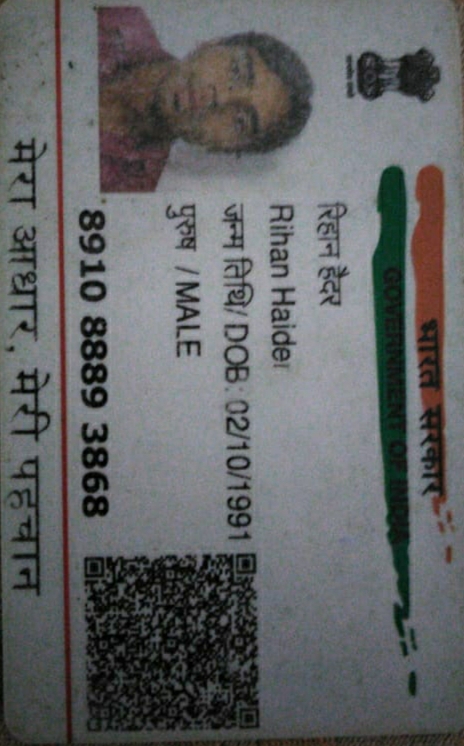 भारत सरकार
GOVERNMENT OF INDIA
रिहान हैदर
Rihan Haider
जन्म तिथि/ DOB: 02/10/1991
पुरुष / MALE
8910 8889 3868
मेरा आधार, मेरी पहचान